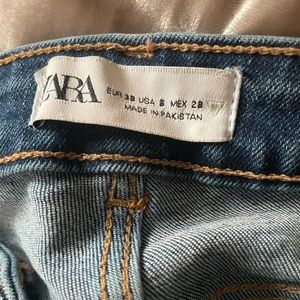 ZARA
EUR 38 USA 6 MEX 28
MADE IN PAKISTAN